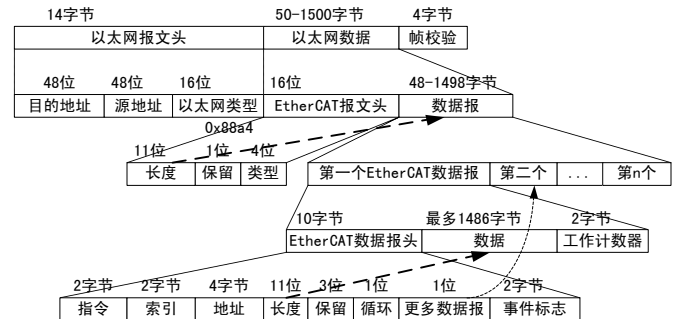 14字节 50-1500字节 4字节
以太网报文头 以太网数据 帧校验
48位 48位 16位 16位 48-1498字节
目的地址 源地址 以太网类型 EtherCAT报文头 数据报
0x88a4
11位 1位 4位
长度 保留 类型 第一个EtherCAT数据报 第二个 ... 第n个
10字节 最多1486字节 2字节
EtherCAT数据报头 数据 工作计数器
2字节 2字节 4字节 11位 3位 1位 1位 2字节
指令 索引 地址 长度 保留 循环 更多数据报 事件标志